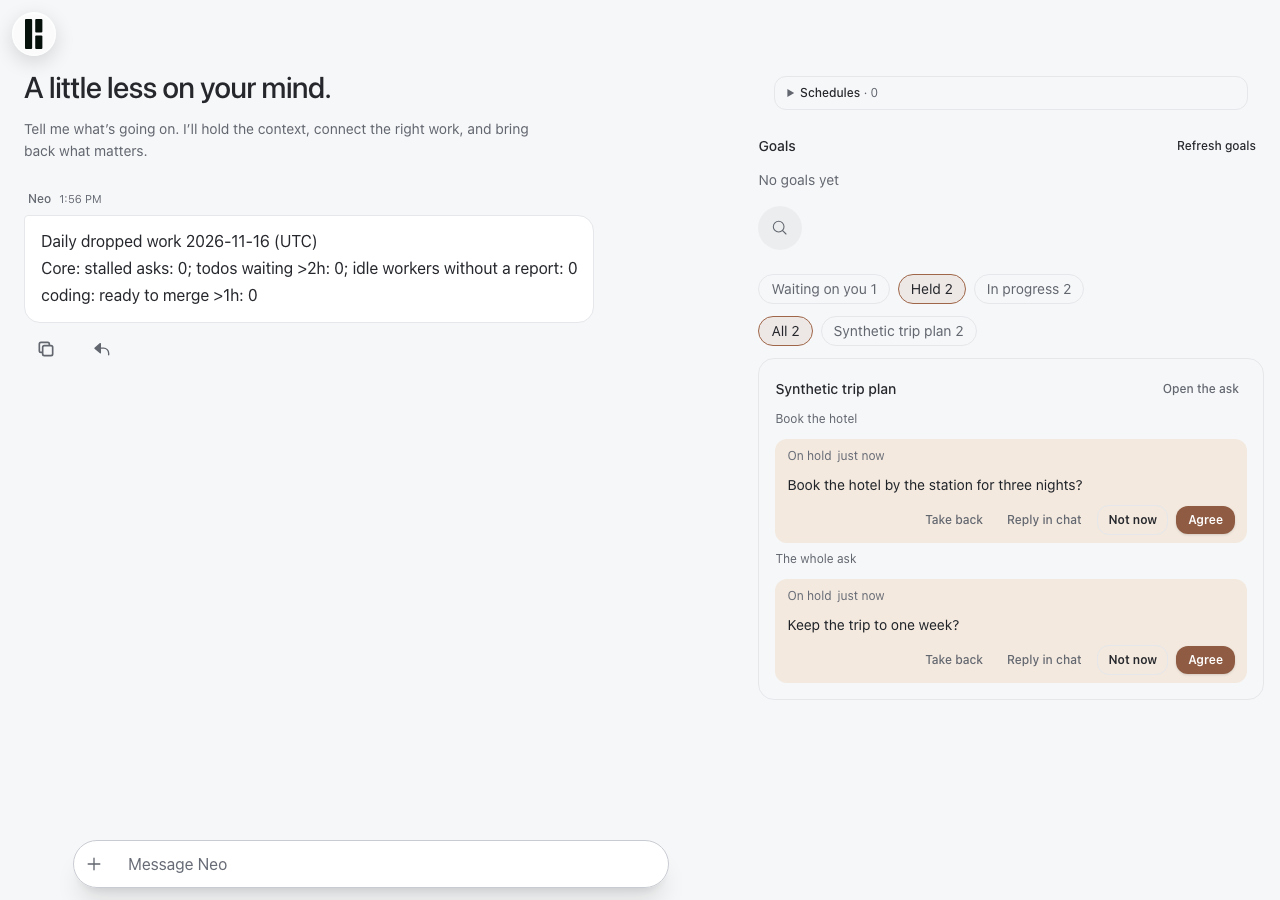 A little less on your mind.
Tell me what’s going on. I’ll hold the context, connect the right work, and bring
back what matters.
Neo 1:56 PM
Daily dropped work 2026-11-16 (UTC)
Core: stalled asks: 0; todos waiting >2h: 0; idle workers without a report: 0
coding: ready to merge >1h: 0
Message Neo
Schedules · 0
Goals Refresh goals
No goals yet
Waiting on you 1 Held 2 In progress 2
All 2 Synthetic trip plan 2
Synthetic trip plan Open the ask
Book the hotel
On hold just now
Book the hotel by the station for three nights?
Take back Reply in chat Not now Agree
The whole ask
On hold just now
Keep the trip to one week?
Take back Reply in chat Not now Agree